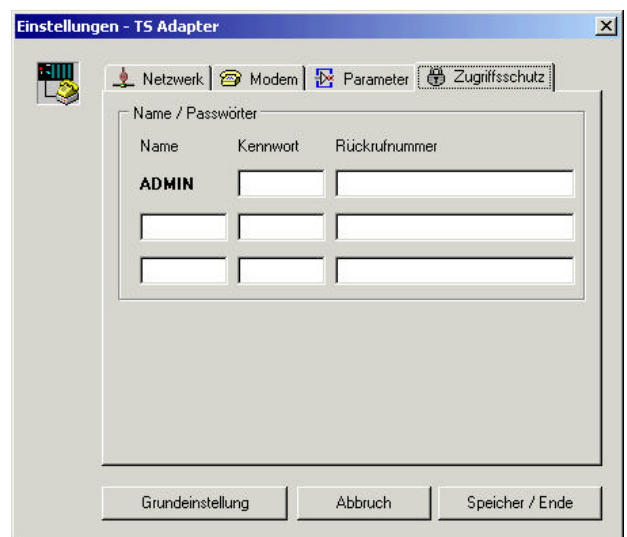 Einstellungen - TS Adapter
Netzwerk Modem Parameter Zugriffsschutz
Name / Passwörter
Name Kennwort Rückrufnummer
ADMIN
Grundeinstellung Abbruch Speicher / Ende